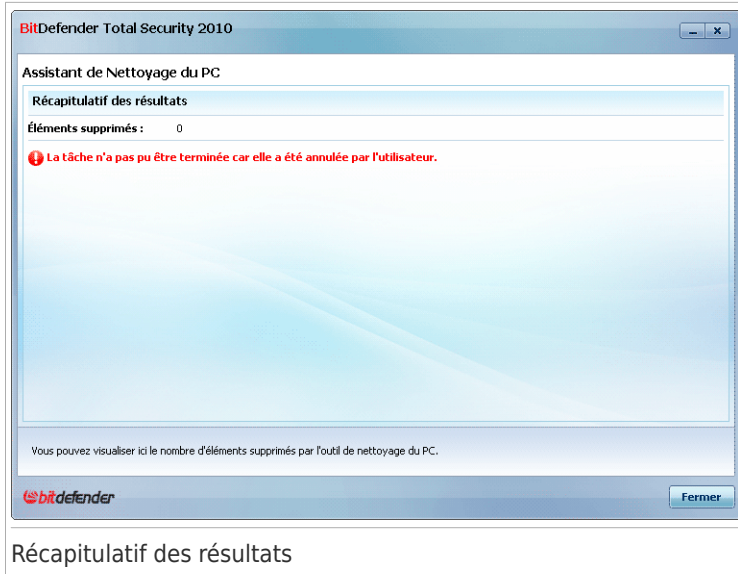 BitDefender Total Security 2010
Assistant de Nettoyage du PC
Récapitulatif des résultats
Éléments supprimés : 0
La tâche n'a pas pu être terminée car elle a été annulée par l'utilisateur.
Vous pouvez visualiser ici le nombre d'éléments supprimés par l'outil de nettoyage du PC.
bitdefender
Fermer
Récapitulatif des résultats